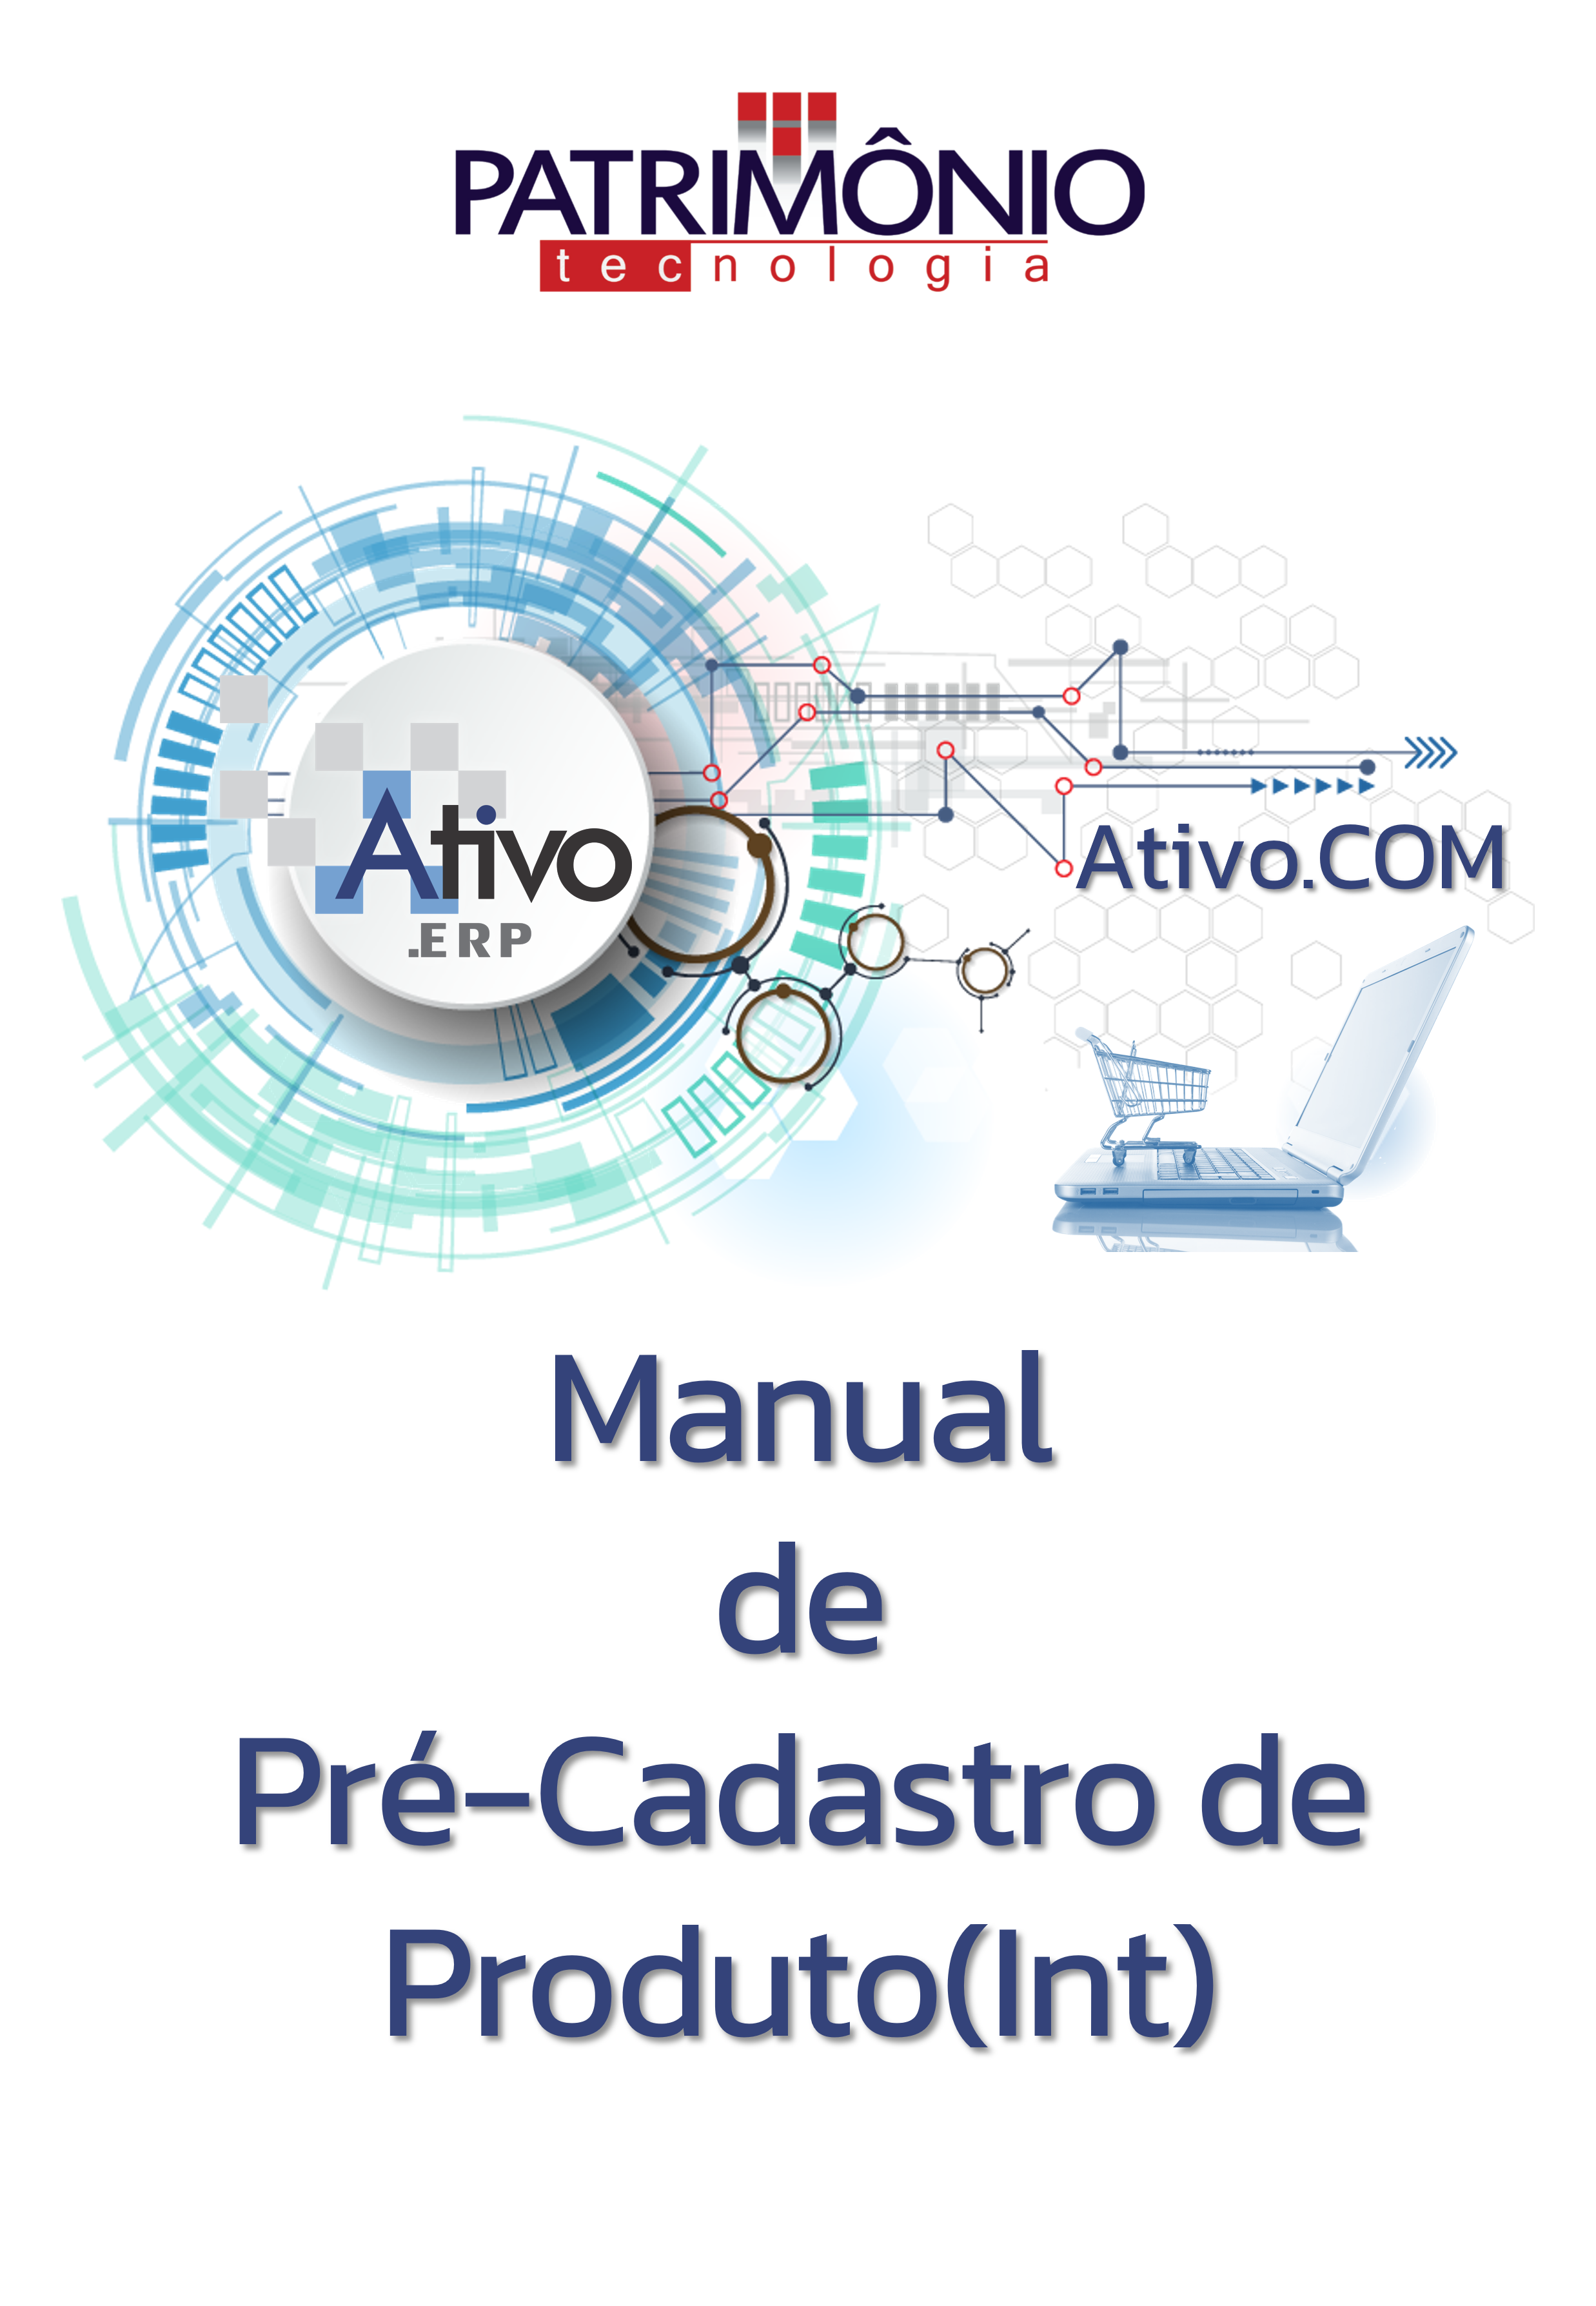 PATRIMÔNIO
tecnologia
Ativo
.ERP
Ativo.COM
Manual
de
Pré-Cadastro de
Produto(Int)